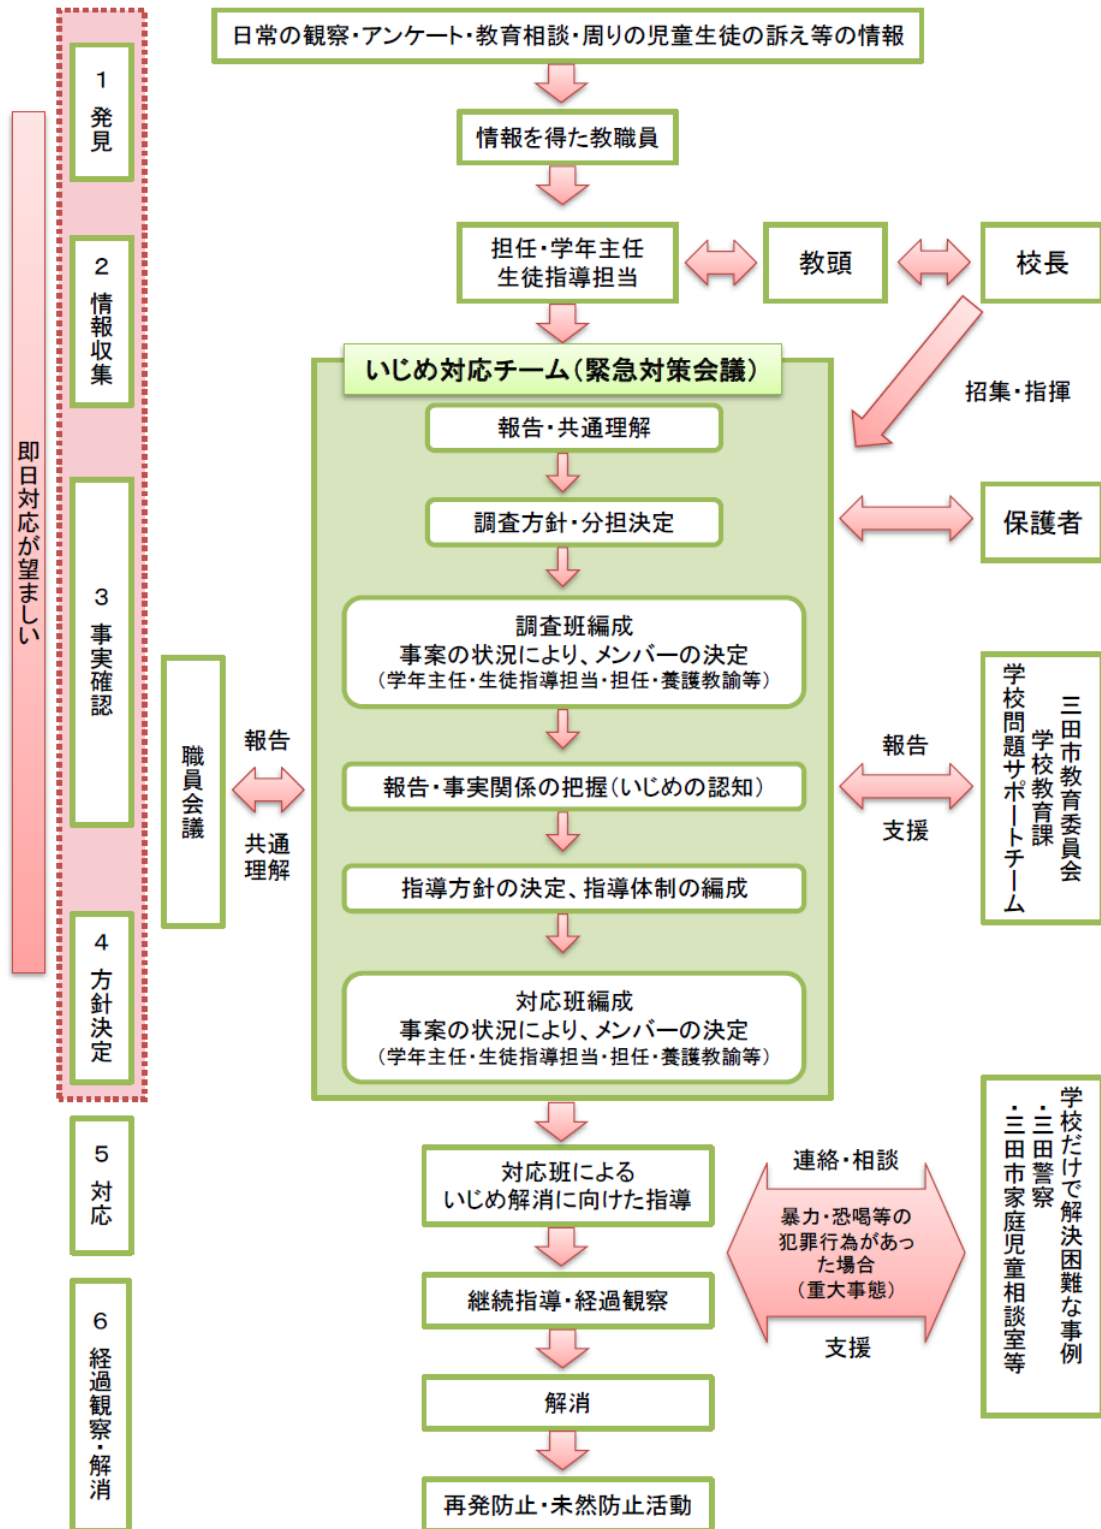 日常の観察・アンケート・教育相談・周りの児童生徒の訴え等の情報
1 発見
情報を得た教職員
2 情報収集
担任・学年主任
生徒指導担当
教頭
校長
招集・指揮
いじめ対応チーム（緊急対策会議）
報告・共通理解
即日対応が望ましい
3 事実確認
調査方針・分担決定
保護者
調査班編成
事案の状況により、メンバーの決定
（学年主任・生徒指導担当・担任・養護教諭等）
職員会議
報告
共通
理解
報告・事実関係の把握（いじめの認知）
報告
支援
三田市教育委員会
学校教育課
学校問題サポートチーム
指導方針の決定、指導体制の編成
4 方針決定
対応班編成
事案の状況により、メンバーの決定
（学年主任・生徒指導担当・担任・養護教諭等）
5 対応
対応班による
いじめ解消に向けた指導
連絡・相談
暴力・恐喝等の
犯罪行為があっ
た場合
（重大事態）
支援
学校だけで解決困難な事例
・三田警察
・三田市家庭児童相談室等
6 経過観察・解消
継続指導・経過観察
解消
再発防止・未然防止活動